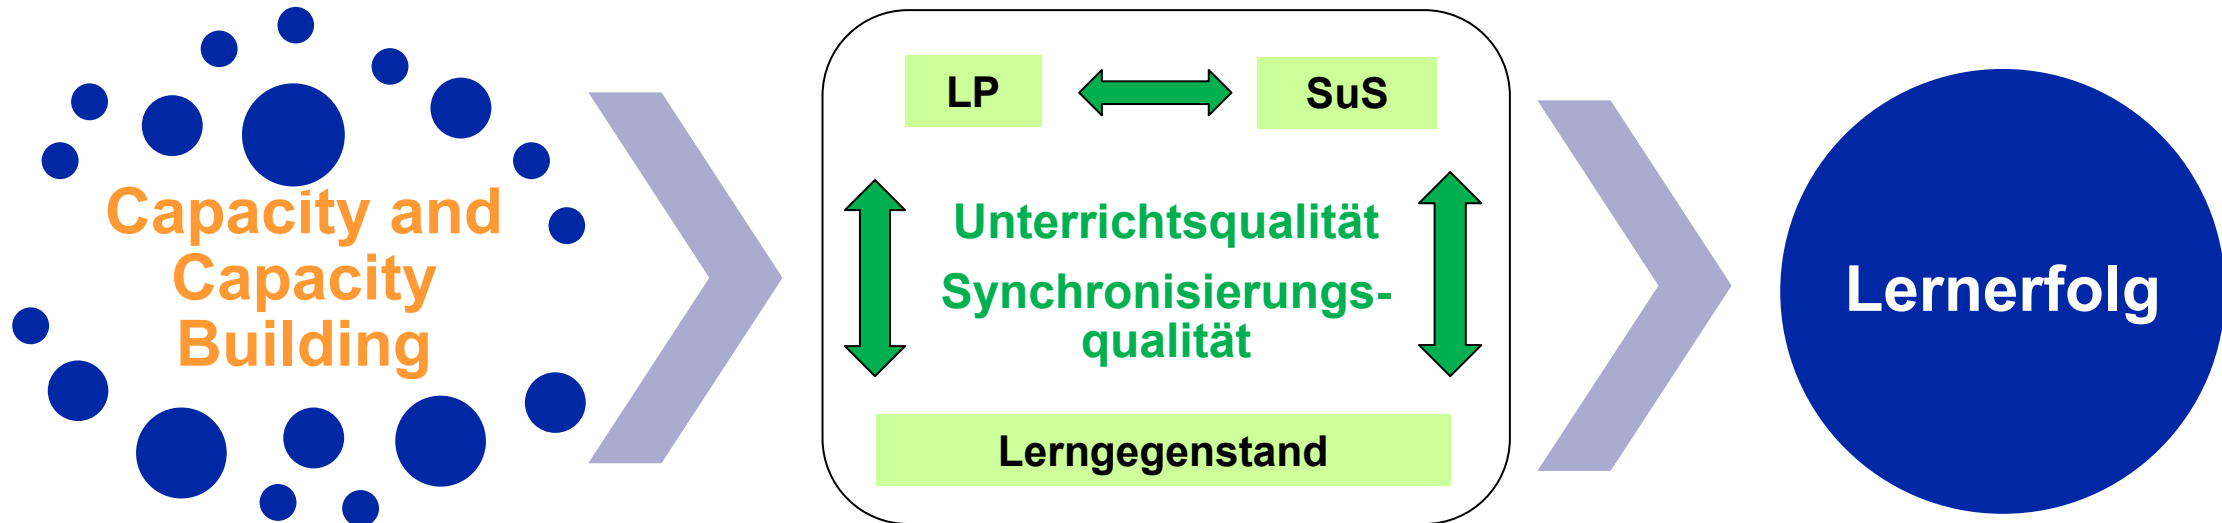 Capacity and
Capacity
Building
LP
SuS
Unterrichtsqualität
Synchronisierungs-
qualität
Lerngegenstand
Lernerfolg